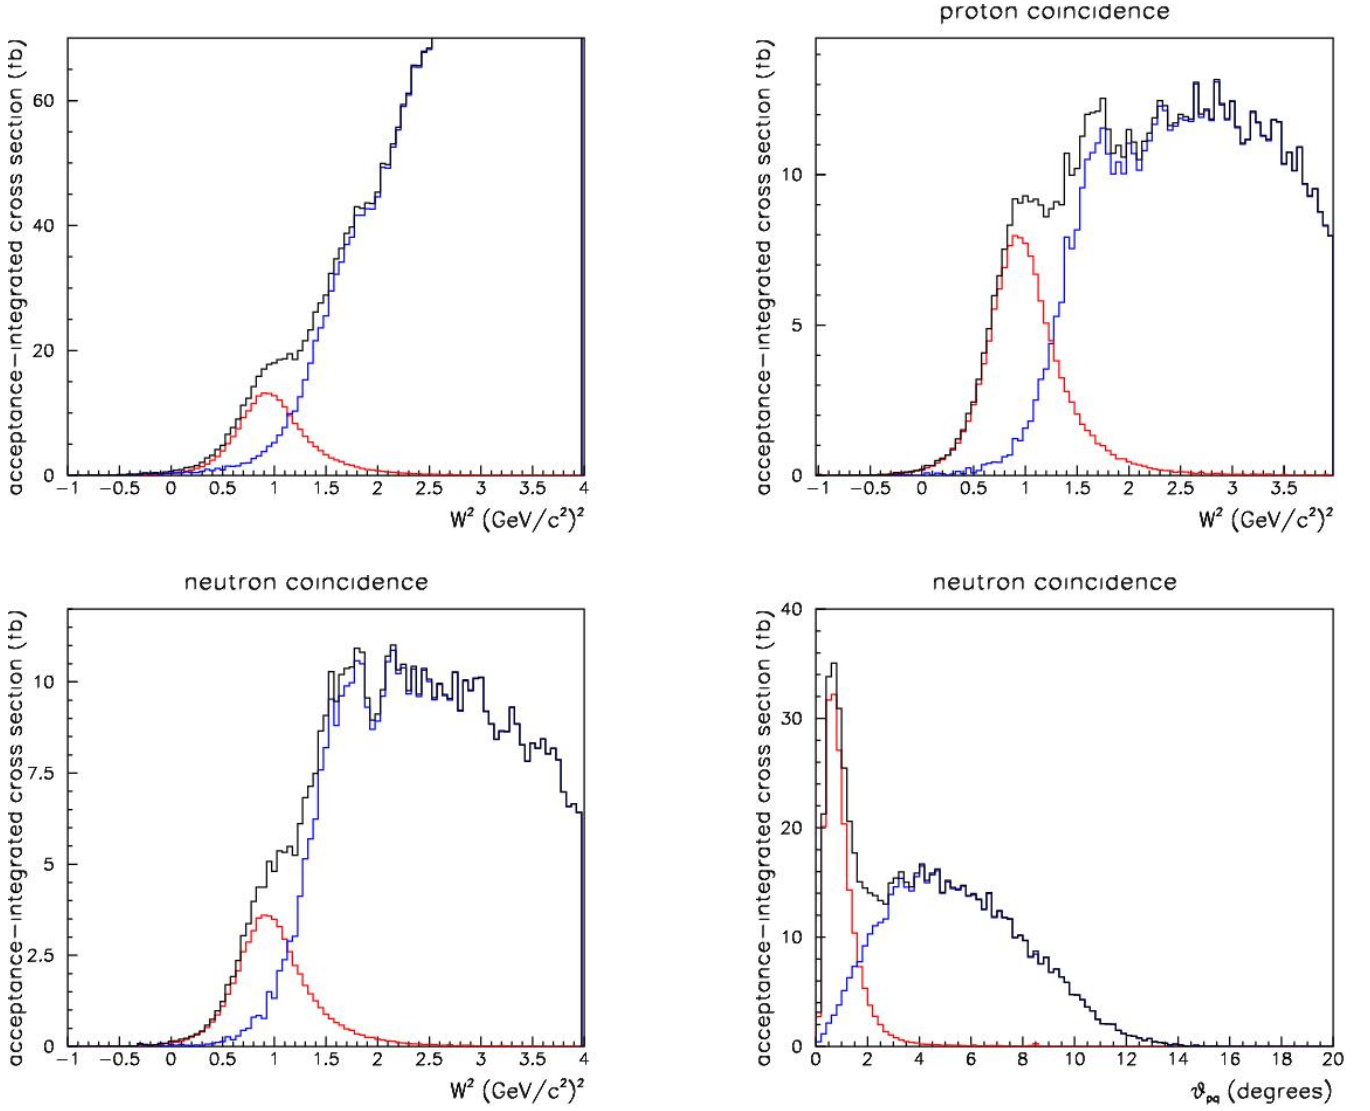 acceptance-integrated cross section (fb)
60
40
20
0
-1 -0.5 0 0.5 1 1.5 2 2.5 3 3.5 4
W² (GeV/c²)²
proton coincidence
acceptance-integrated cross section (fb)
10
5
0
-1 -0.5 0 0.5 1 1.5 2 2.5 3 3.5
W² (GeV/c²)²
neutron coincidence
acceptance-integrated cross section (fb)
10
7.5
5
2.5
0
-1 -0.5 0 0.5 1 1.5 2 2.5 3 3.5 4
W² (GeV/c²)²
neutron coincidence
acceptance-integrated cross section (fb)
40
30
20
10
0
0 2 4 6 8 10 12 14 16 18 20
ϑpq (degrees)